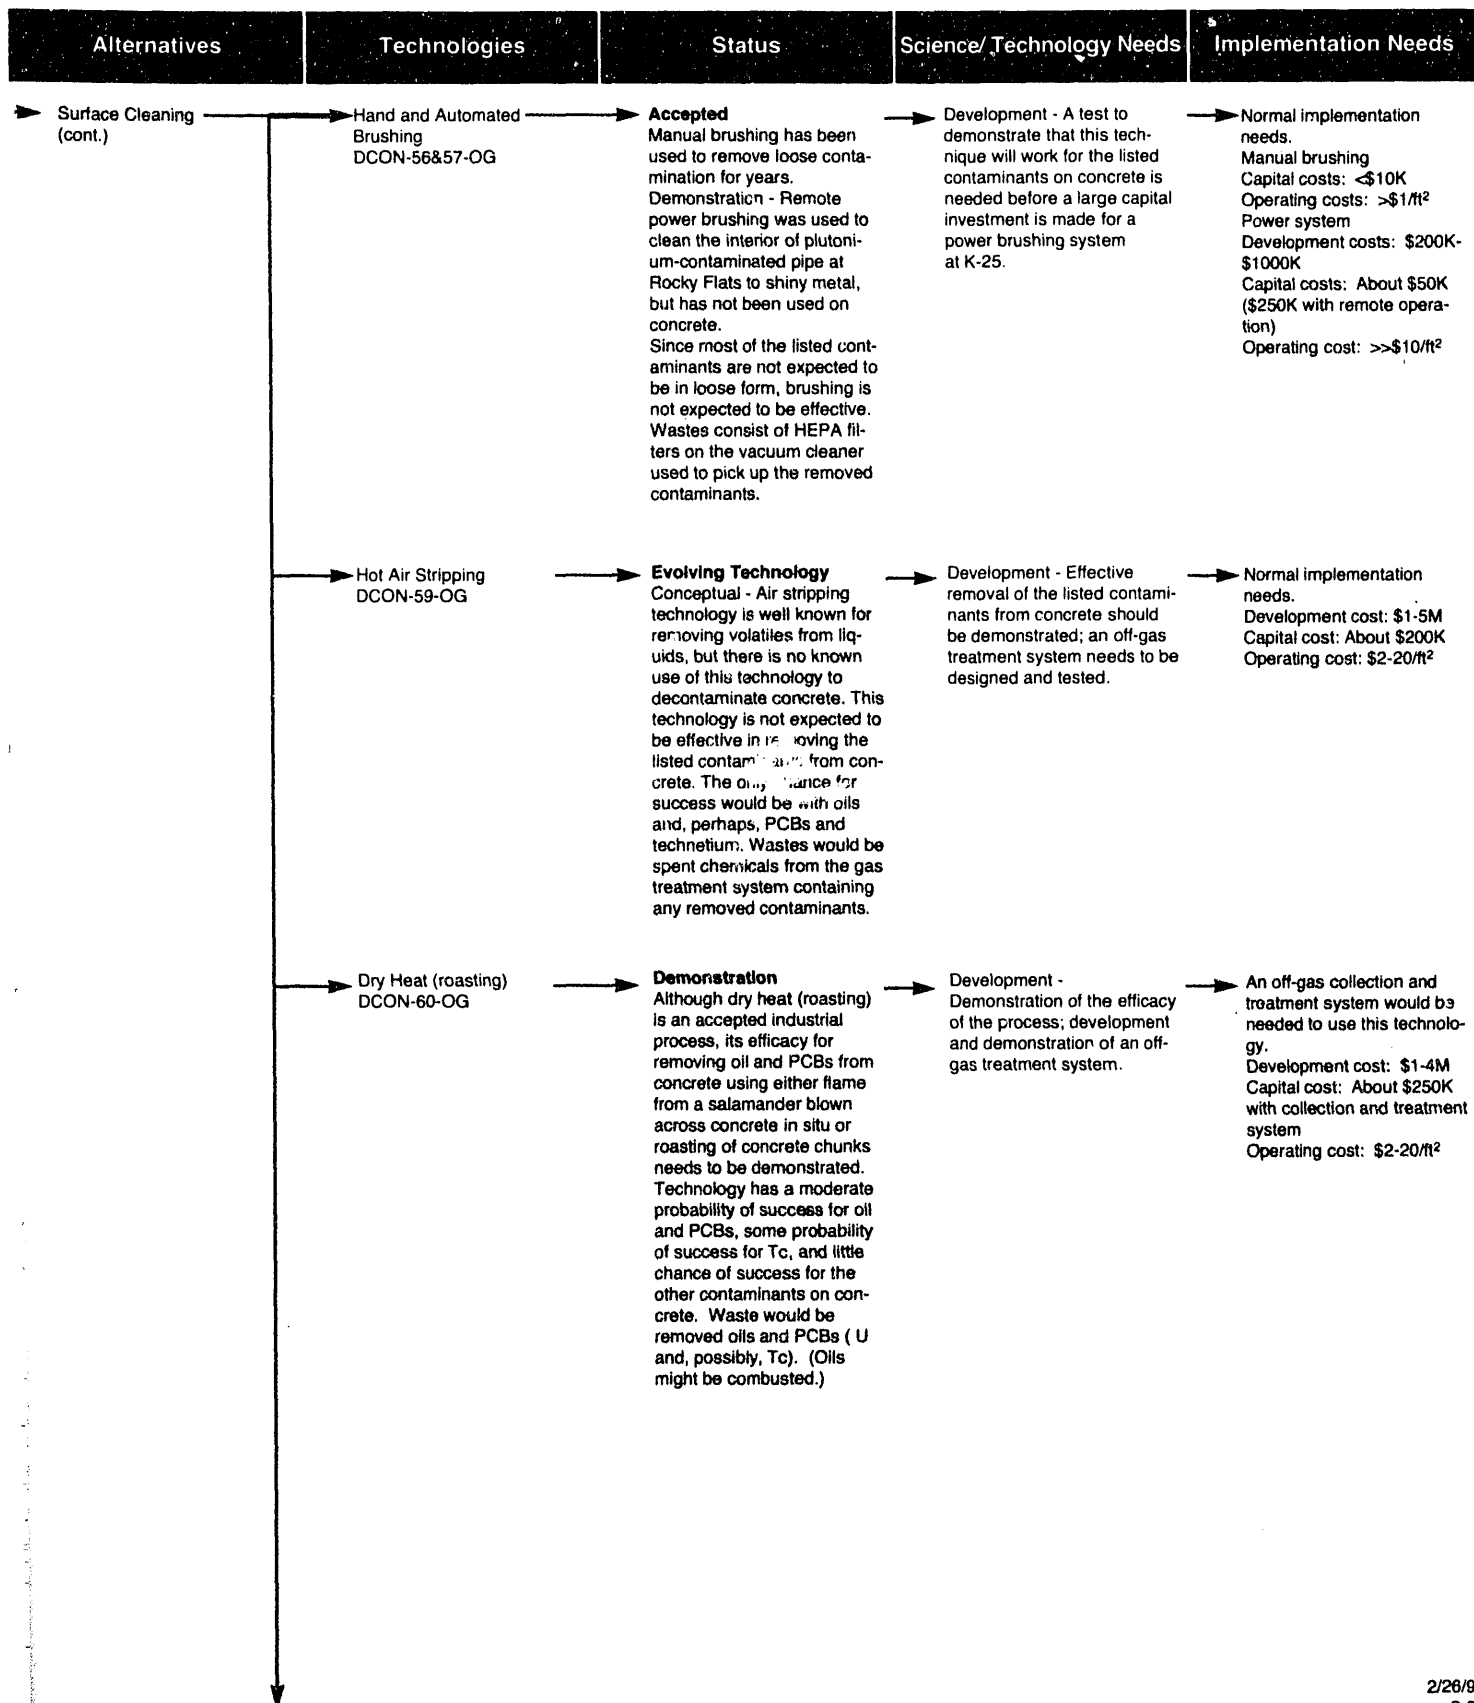 Alternatives
Technologies
Status
Science/ Technology Needs
Implementation Needs
Surface Cleaning
(cont.)
Hand and Automated
Brushing
DCON-56&57-OG
Accepted
Manual brushing has been
used to remove loose conta-
mination for years.
Demonstration - Remote
power brushing was used to
clean the interior of plutoni-
um-contaminated pipe at
Rocky Flats to shiny metal,
but has not been used on
concrete.
Since most of the listed cont-
aminants are not expected to
be in loose form, brushing is
not expected to be effective.
Wastes consist of HEPA fil-
ters on the vacuum cleaner
used to pick up the removed
contaminants.
Development - A test to
demonstrate that this tech-
nique will work for the listed
contaminants on concrete is
needed before a large capital
investment is made for a
power brushing system
at K-25.
Normal implementation
needs.
Manual brushing
Capital costs: <$10K
Operating costs: >$1/ft²
Power system
Development costs: $200K-
$1000K
Capital costs: About $50K
($250K with remote opera-
tion)
Operating cost: >>$10/ft²
Hot Air Stripping
DCON-59-OG
Evolving Technology
Conceptual - Air stripping
technology is well known for
removing volatiles from liq-
uids, but there is no known
use of this technology to
decontaminate concrete. This
technology is not expected to
be effective in the
listed from con-
crete. The for
success would be with oils
and, perhaps, PCBs and
technetium. Wastes would be
spent chemicals from the gas
treatment system containing
any removed contaminants.
Development - Effective
removal of the listed contami-
nants from concrete should
be demonstrated; an off-gas
treatment system needs to be
designed and tested.
Normal implementation
needs.
Development cost: $1-5M
Capital cost: About $200K
Operating cost: $2-20/ft²
Dry Heat (roasting)
DCON-60-OG
Demonstration
Although dry heat (roasting)
is an accepted industrial
process, its efficacy for
removing oil and PCBs from
concrete using either flame
from a salamander blown
across concrete in situ or
roasting of concrete chunks
needs to be demonstrated.
Technology has a moderate
probability of success for oil
and PCBs, some probability
of success for Tc, and little
chance of success for the
other contaminants on con-
crete. Waste would be
removed oils and PCBs ( U
and, possibly, Tc). (Oils
might be combusted.)
Development -
Demonstration of the efficacy
of the process; development
and demonstration of an off-
gas treatment system.
An off-gas collection and
treatment system would be
needed to use this technolo-
gy.
Development cost: $1-4M
Capital cost: About $250K
with collection and treatment
system
Operating cost: $2-20/ft²
2/26/9